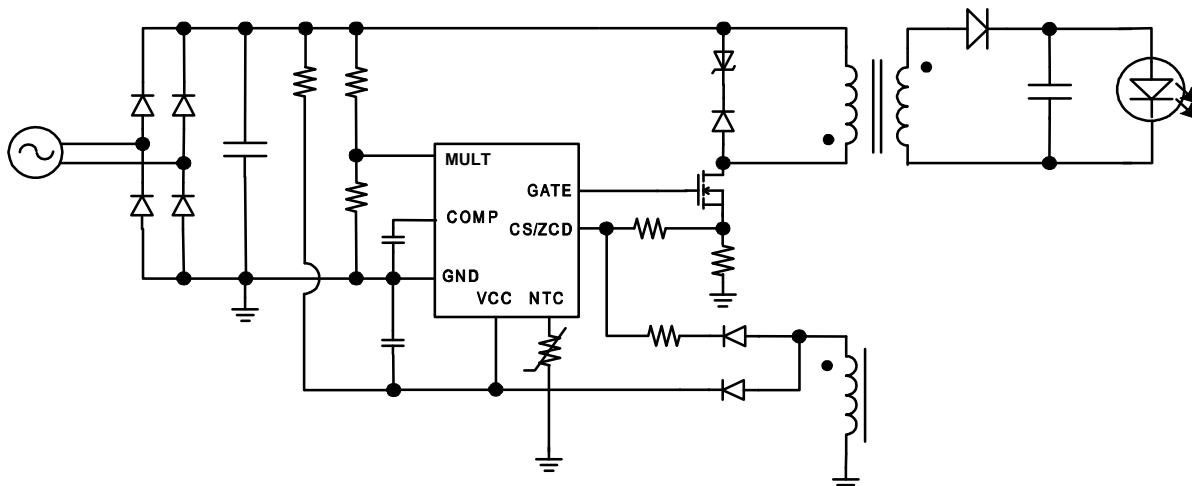 MULT
GATE
COMP
CS/ZCD
GND
VCC NTC